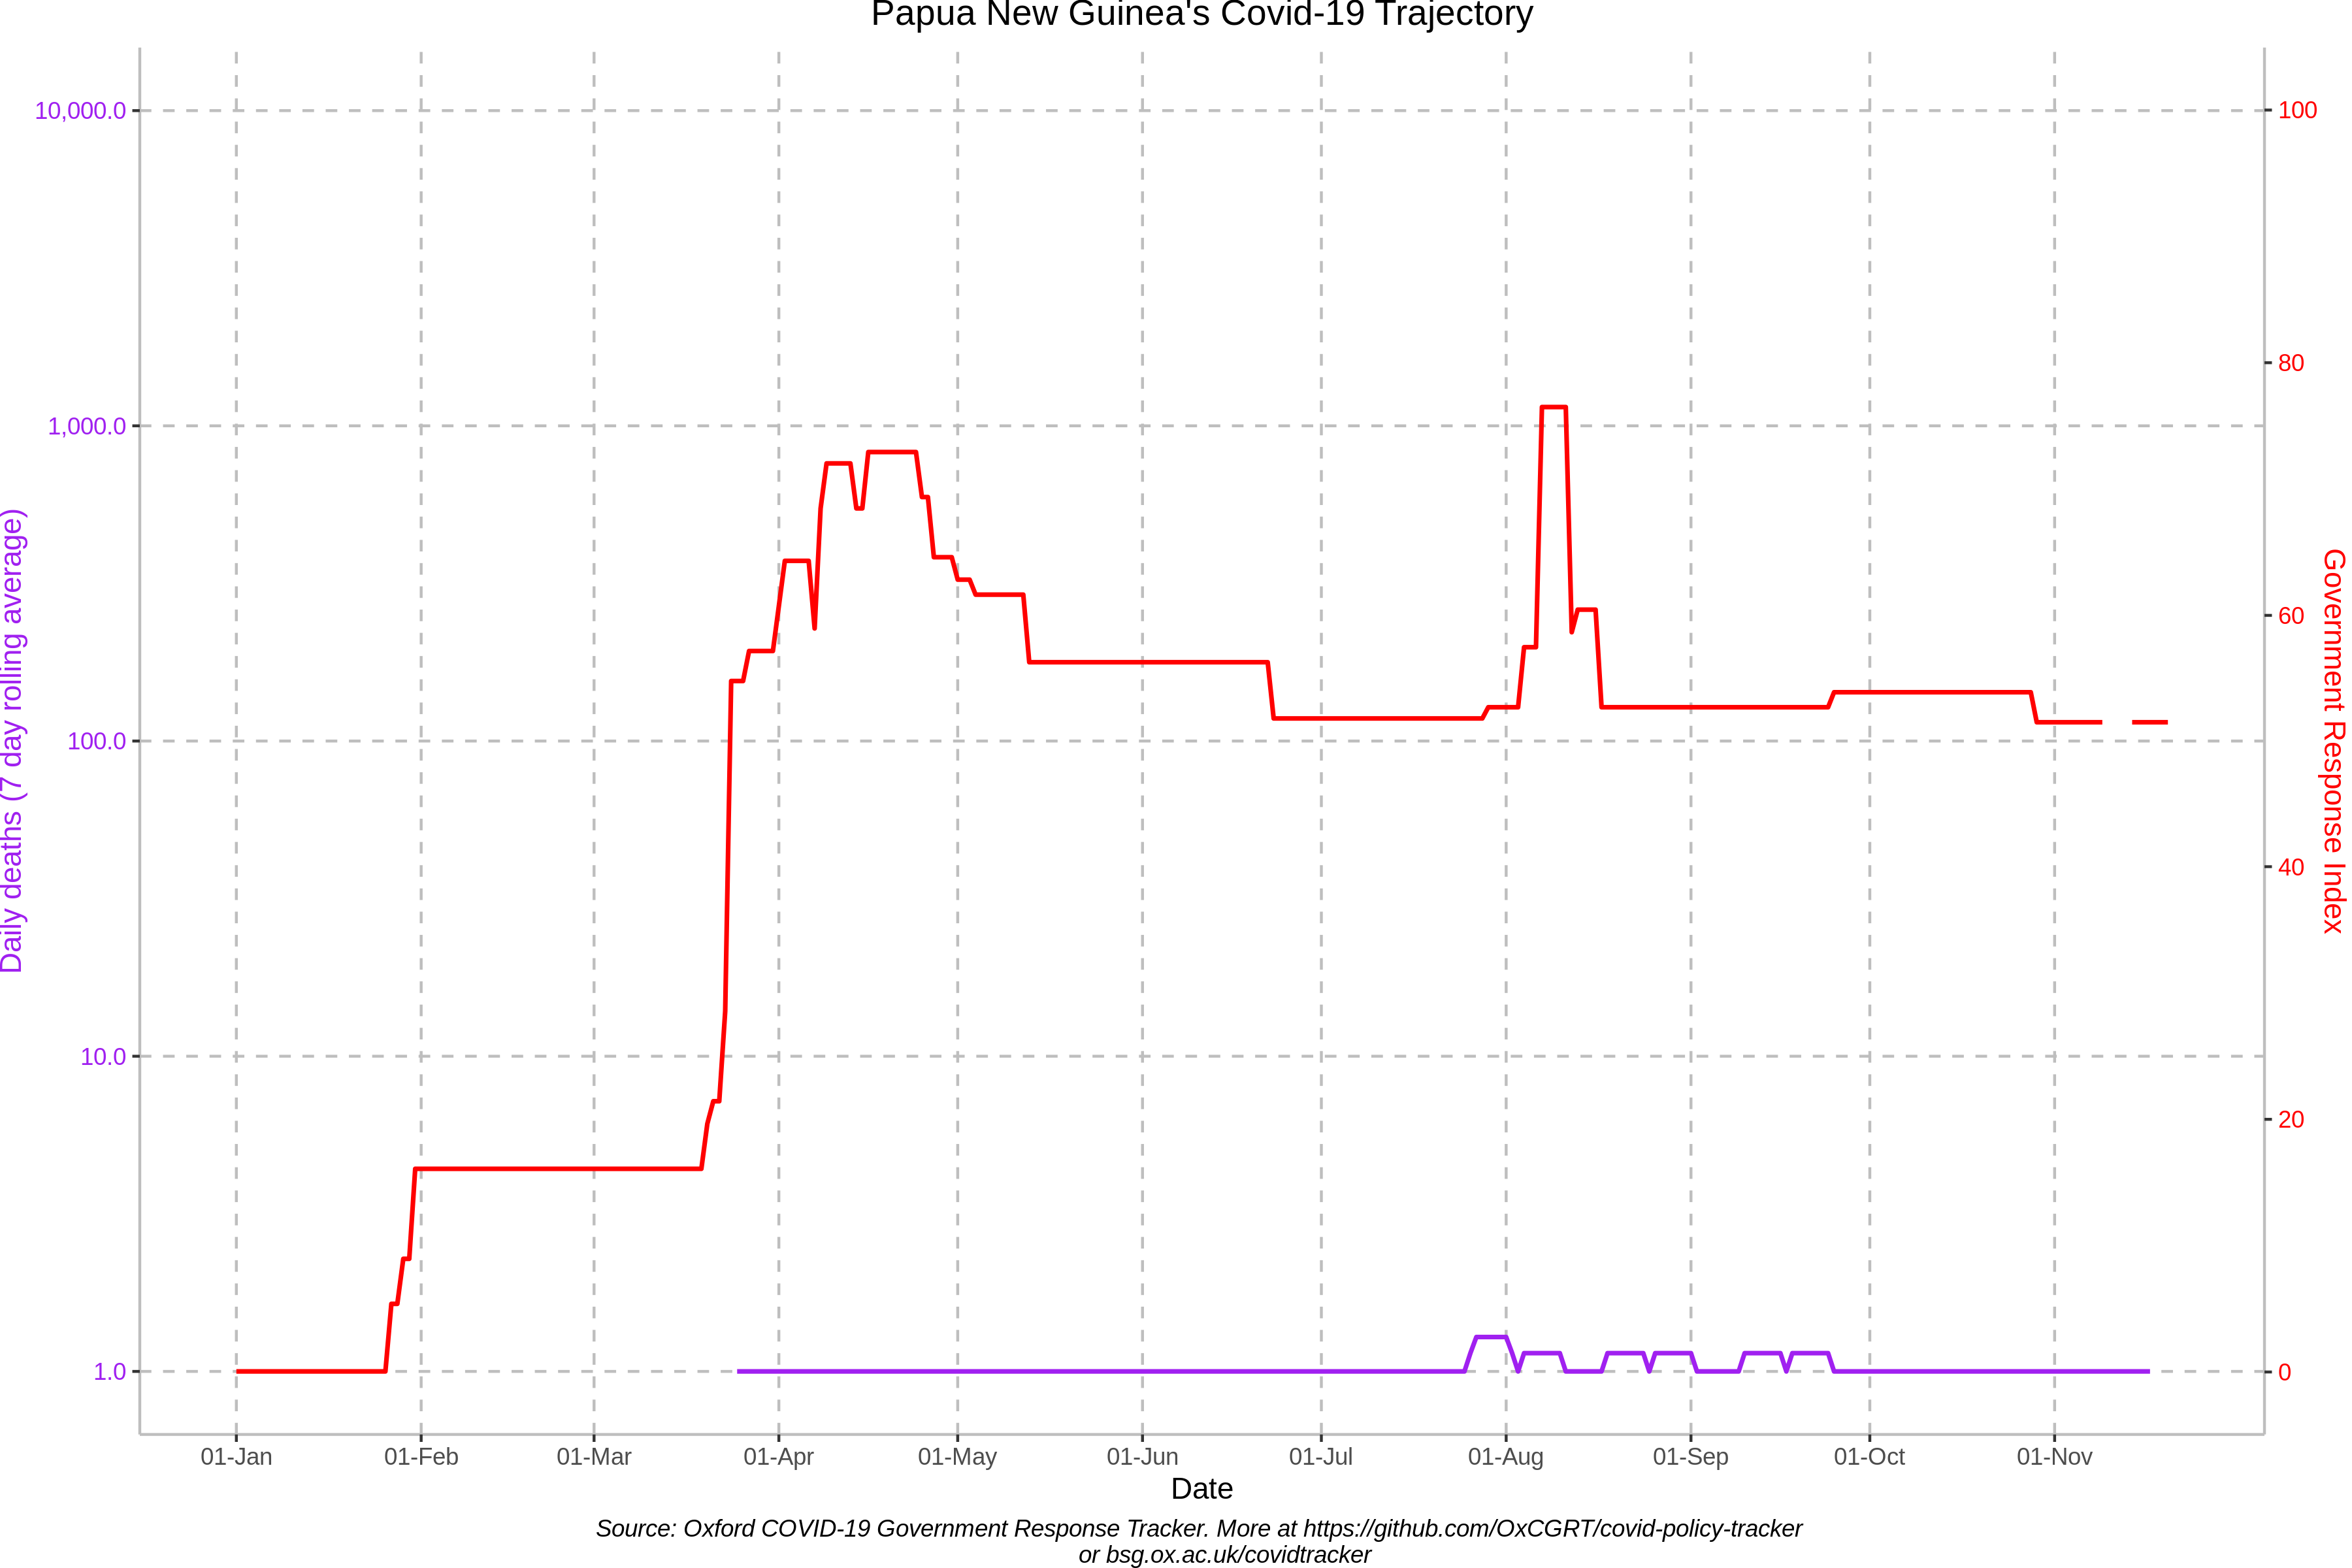 Papua New Guinea's Covid-19 Trajectory
10,000.0
1,000.0
100.0
10.0
1.0
Daily deaths (7 day rolling average)
100
80
60
40
20
0
Government Response Index
01-Jan 01-Feb 01-Mar 01-Apr 01-May 01-Jun 01-Jul 01-Aug 01-Sep 01-Oct 01-Nov
Date
Source: Oxford COVID-19 Government Response Tracker. More at https://github.com/OxCGRT/covid-policy-tracker
or bsg.ox.ac.uk/covidtracker